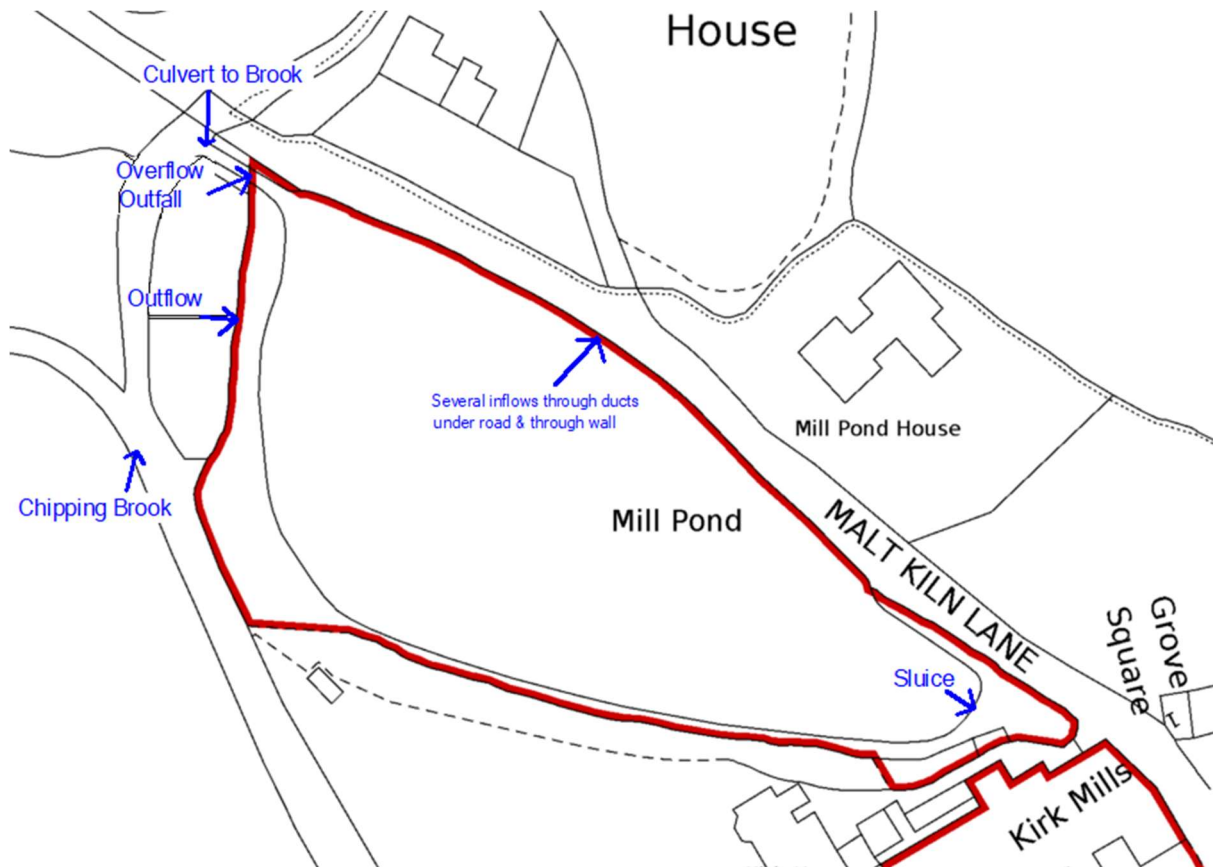 House
Culvert to Brook
Overflow
Outfall
Outflow
Several inflows through ducts
under road & through wall
Mill Pond House
Chipping Brook
Mill Pond
MALT KILN LANE
Grove
Square
Sluice
Kirk Mills